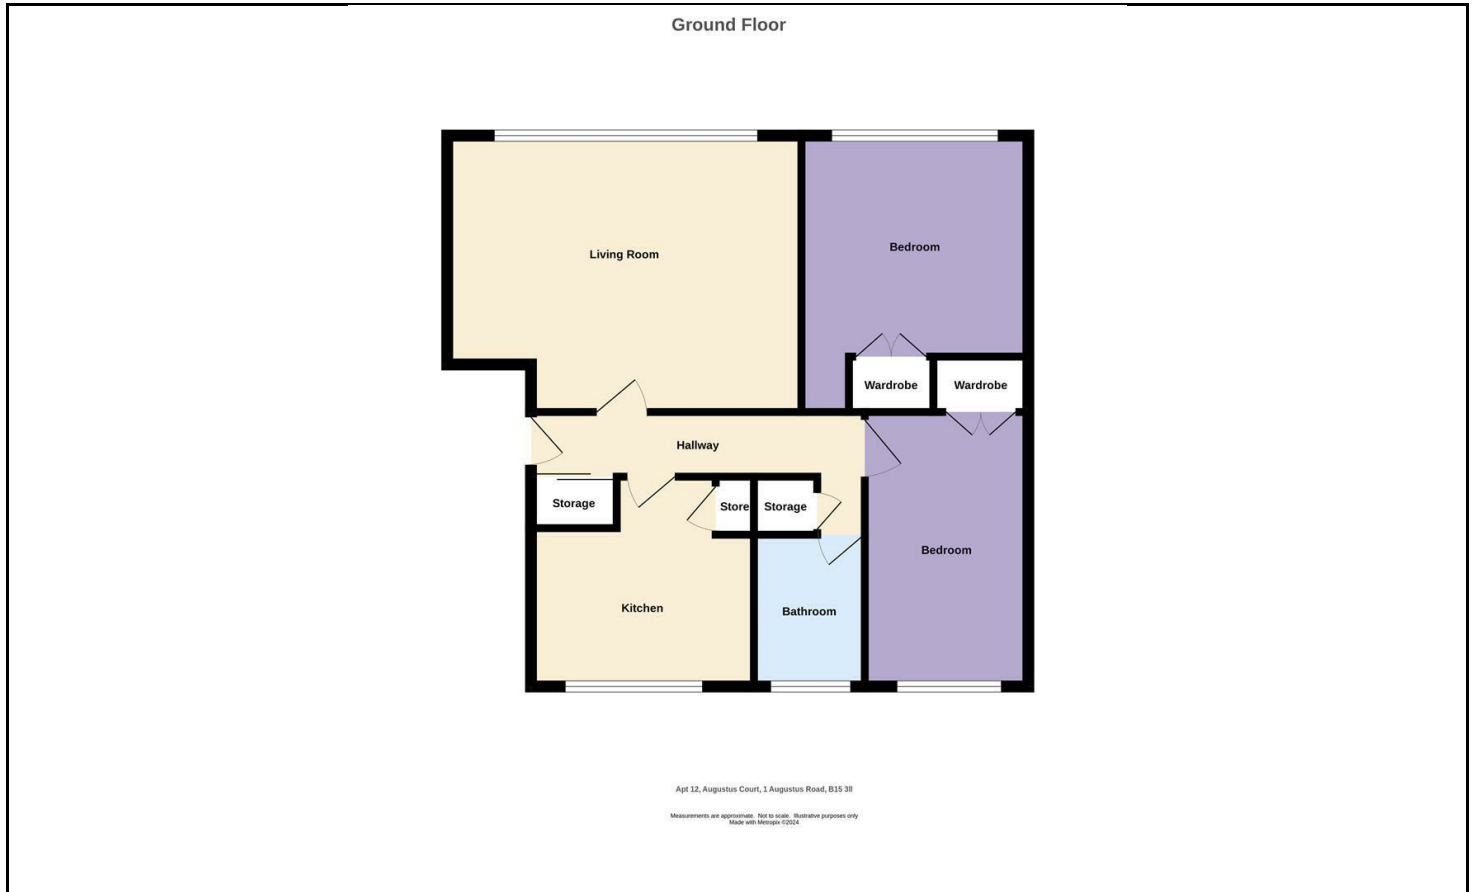 Ground Floor
Living Room
Bedroom
Wardrobe
Wardrobe
Hallway
Storage
Store
Storage
Bedroom
Kitchen
Bathroom
Apt 12, Augustus Court, 1 Augustus Road, B15 3ll
Measurements are approximate. Not to scale. Illustrative purposes only
Made with Metropix ©2024